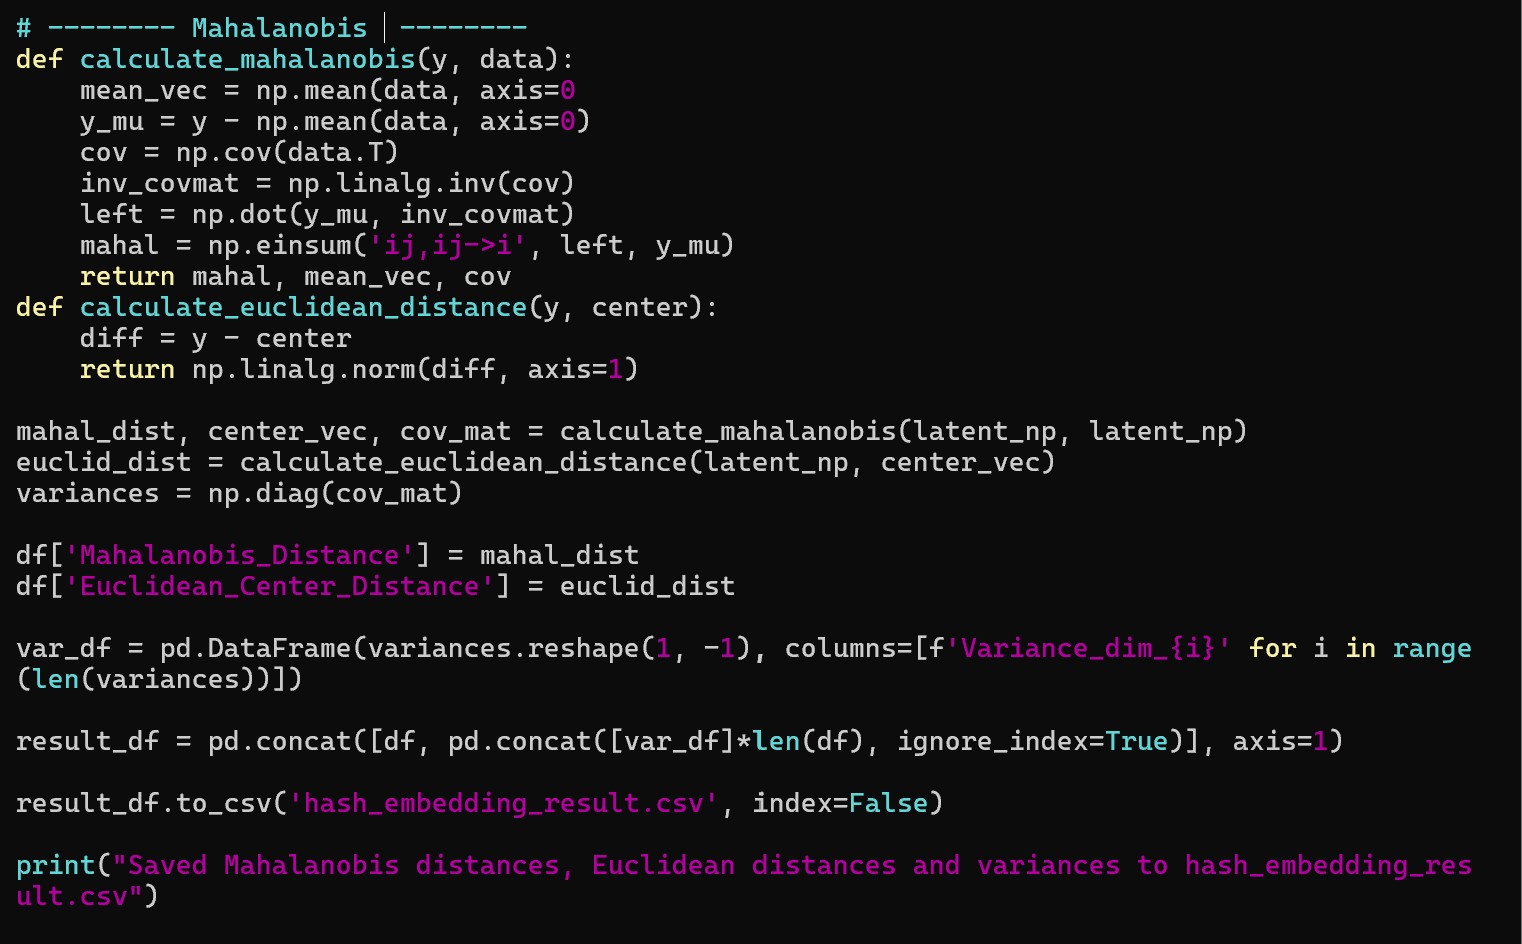 # -------- Mahalanobis --------
def calculate_mahalanobis(y, data):
    mean_vec = np.mean(data, axis=0
    y_mu = y - np.mean(data, axis=0)
    cov = np.cov(data.T)
    inv_covmat = np.linalg.inv(cov)
    left = np.dot(y_mu, inv_covmat)
    mahal = np.einsum('ij,ij->i', left, y_mu)
    return mahal, mean_vec, cov
def calculate_euclidean_distance(y, center):
    diff = y - center
    return np.linalg.norm(diff, axis=1)

mahal_dist, center_vec, cov_mat = calculate_mahalanobis(latent_np, latent_np)
euclid_dist = calculate_euclidean_distance(latent_np, center_vec)
variances = np.diag(cov_mat)

df['Mahalanobis_Distance'] = mahal_dist
df['Euclidean_Center_Distance'] = euclid_dist

var_df = pd.DataFrame(variances.reshape(1, -1), columns=[f'Variance_dim_{i}' for i in range
(len(variances))])

result_df = pd.concat([df, pd.concat([var_df]*len(df), ignore_index=True)], axis=1)

result_df.to_csv('hash_embedding_result.csv', index=False)

print("Saved Mahalanobis distances, Euclidean distances and variances to hash_embedding_res
ult.csv")